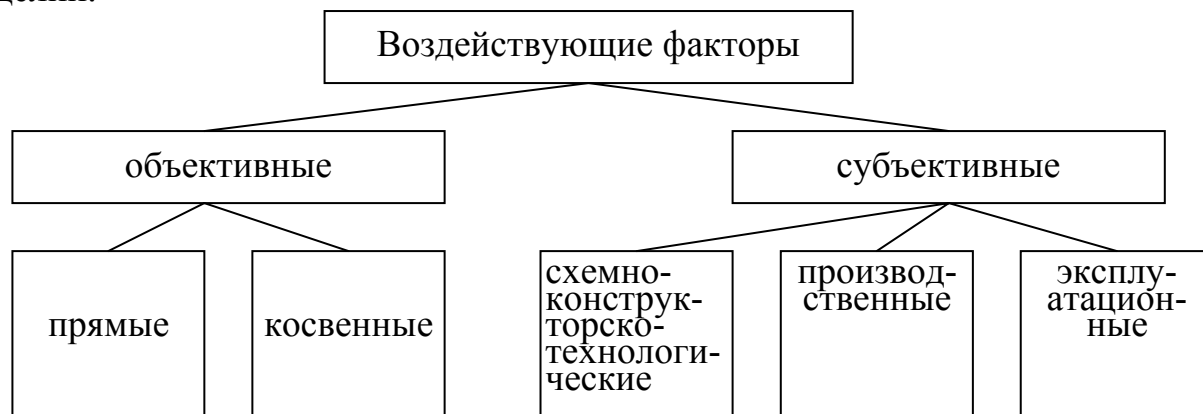 Воздействующие факторы
объективные
субъективные
прямые
косвенные
схемно-
конструк-
торско-
технологи-
ческие
производ-
ственные
эксплу-
атацион-
ные